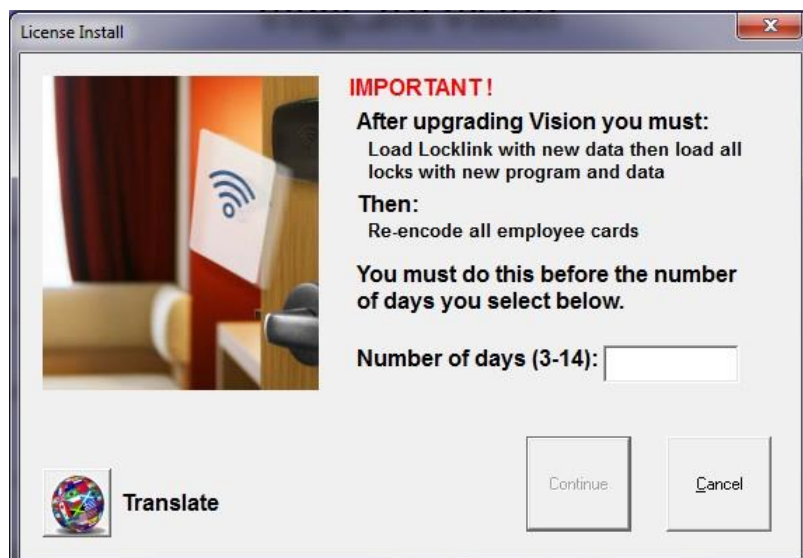 License Install
IMPORTANT!
After upgrading Vision you must:
Load Locklink with new data then load all
locks with new program and data
Then:
Re-encode all employee cards
You must do this before the number
of days you select below.
Number of days (3-14):
Translate
Continue
Cancel